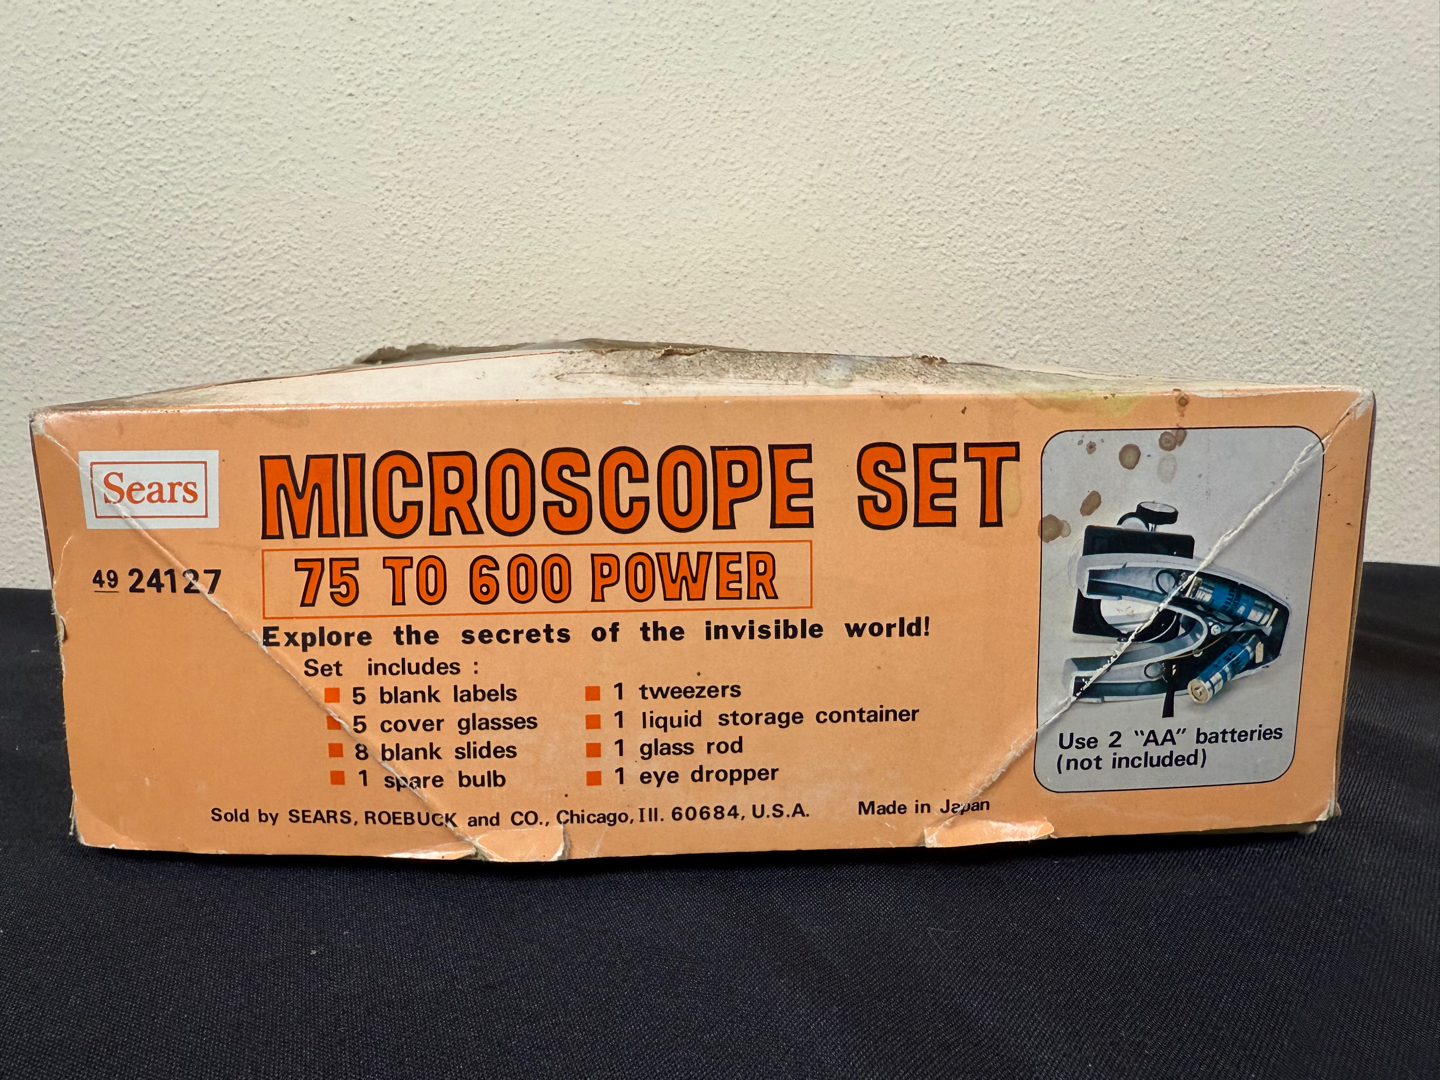 Sears
49 24127
MICROSCOPE SET
75 TO 600 POWER
Explore the secrets of the invisible world!
Set includes :
5 blank labels
5 cover glasses
8 blank slides
1 spare bulb
1 tweezers
1 liquid storage container
1 glass rod
1 eye dropper
Sold by SEARS, ROEBUCK and CO., Chicago, Ill. 60684, U.S.A.
Made in Japan
Use 2 "AA" batteries
(not included)